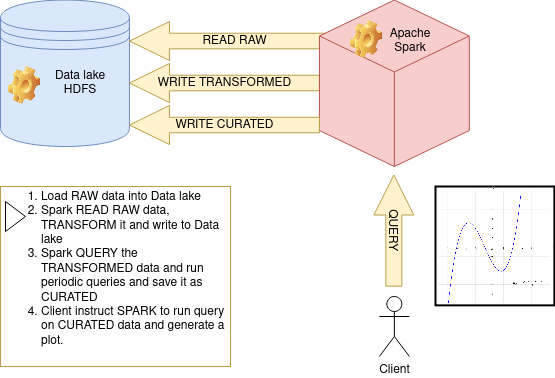 Apache
Spark
READ RAW
Data lake
HDFS
WRITE TRANSFORMED
WRITE CURATED
1. Load RAW data into Data lake
2. Spark READ RAW data,
TRANSFORM it and write to Data
lake
3. Spark QUERY the
TRANSFORMED data and run
periodic queries and save it as
CURATED
4. Client instruct SPARK to run query
on CURATED data and generate a
plot.
QUERY
Client